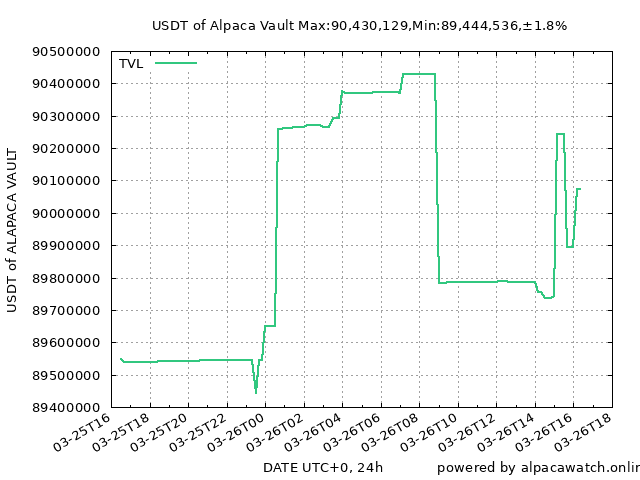 USDT of Alpaca Vault Max:90,430,129,Min:89,444,536,±1.8%
TVL
90500000
90400000
90300000
90200000
90100000
90000000
89900000
89800000
89700000
89600000
89500000
89400000
USDT of ALAPACA VAULT
03-25T16
03-25T18
03-25T20
03-25T22
03-26T00
03-26T02
03-26T04
03-26T06
03-26T08
03-26T10
03-26T12
03-26T14
03-26T16
03-26T18
DATE UTC+0, 24h
powered by alpacawatch.onlin